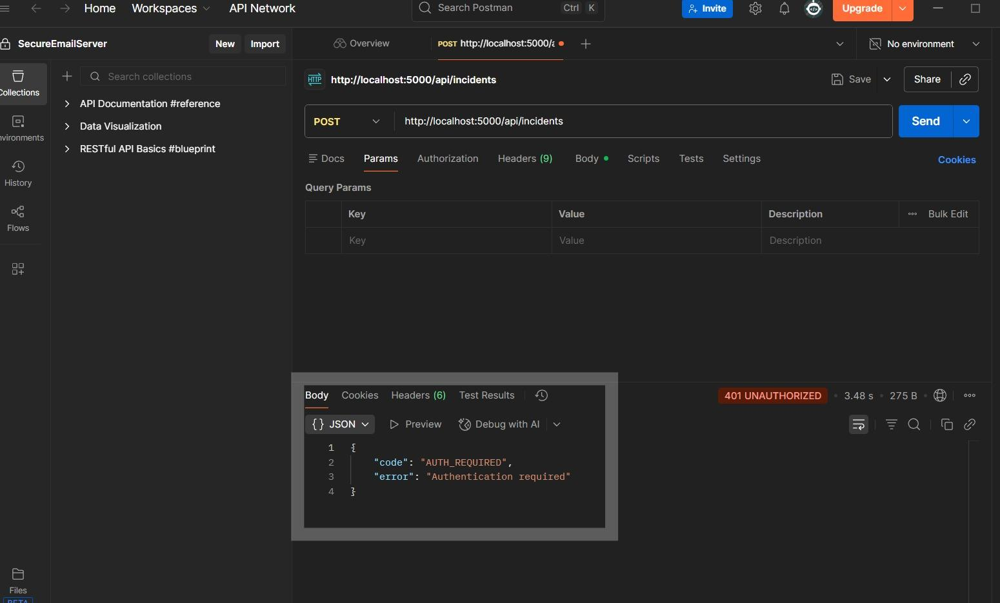 Home Workspaces API Network Search Postman Ctrl K Invite Upgrade
SecureEmailServer New Import Overview POST http://localhost:5000/a No environment
Search collections
Collections
API Documentation #reference
Data Visualization
RESTful API Basics #blueprint
nvironments
History
Flows
Files
BETA
HTTP http://localhost:5000/api/incidents Save Share
POST http://localhost:5000/api/incidents Send
Docs Params Authorization Headers (9) Body Scripts Tests Settings Cookies
Query Params
Key Value Description Bulk Edit
Key Value Description
Body Cookies Headers (6) Test Results 401 UNAUTHORIZED 3.48 s 275 B
{} JSON Preview Debug with AI
1 {
2 "code": "AUTH_REQUIRED",
3 "error": "Authentication required"
4 }